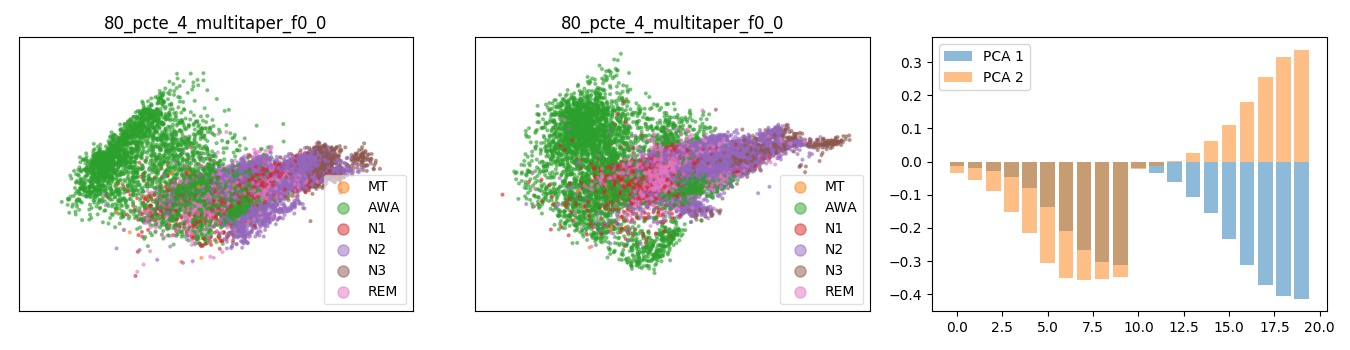 80_pcte_4_multitaper_f0_0
MT
AWA
N1
N2
N3
REM
80_pcte_4_multitaper_f0_0
MT
AWA
N1
N2
N3
REM
PCA 1
PCA 2
0.3
0.2
0.1
0.0
−0.1
−0.2
−0.3
−0.4
0.0 2.5 5.0 7.5 10.0 12.5 15.0 17.5 20.0